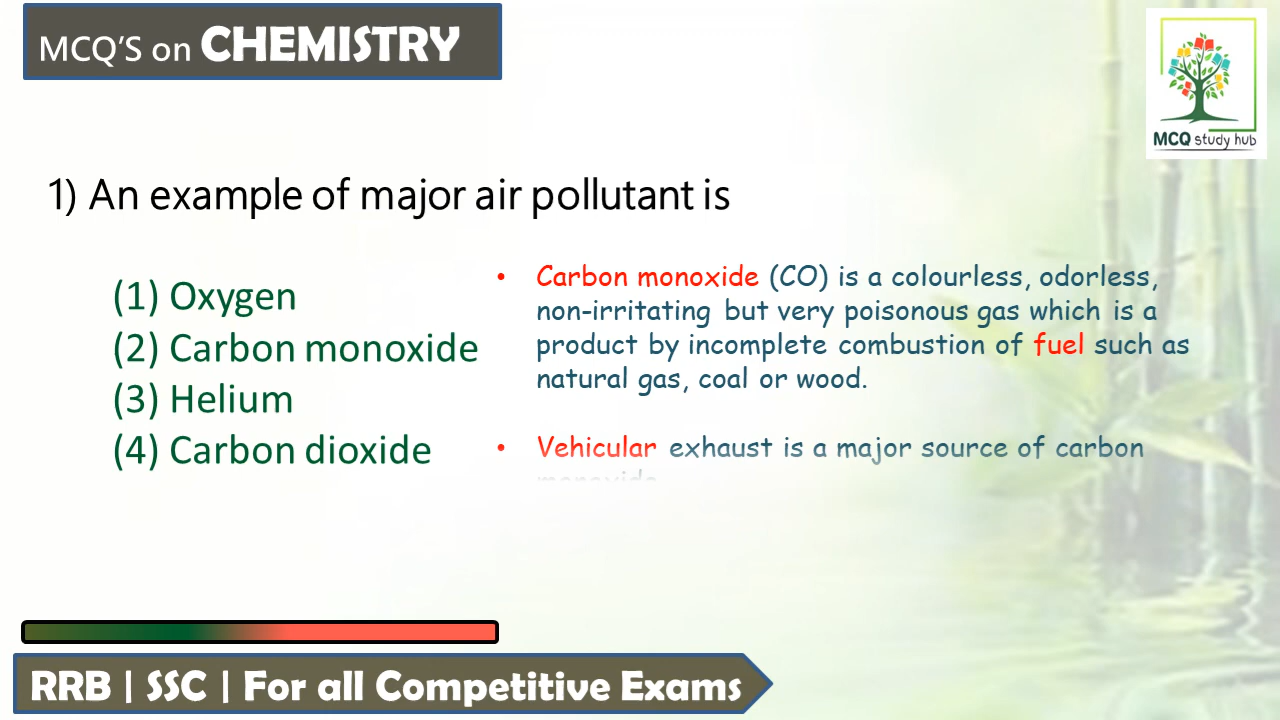 MCQ'S on CHEMISTRY
MCQ study hub
1) An example of major air pollutant is
(1) Oxygen
(2) Carbon monoxide
(3) Helium
(4) Carbon dioxide
• Carbon monoxide (CO) is a colourless, odorless,
non-irritating but very poisonous gas which is a
product by incomplete combustion of fuel such as
natural gas, coal or wood.
• Vehicular exhaust is a major source of carbon
RRB | SSC | For all Competitive Exams